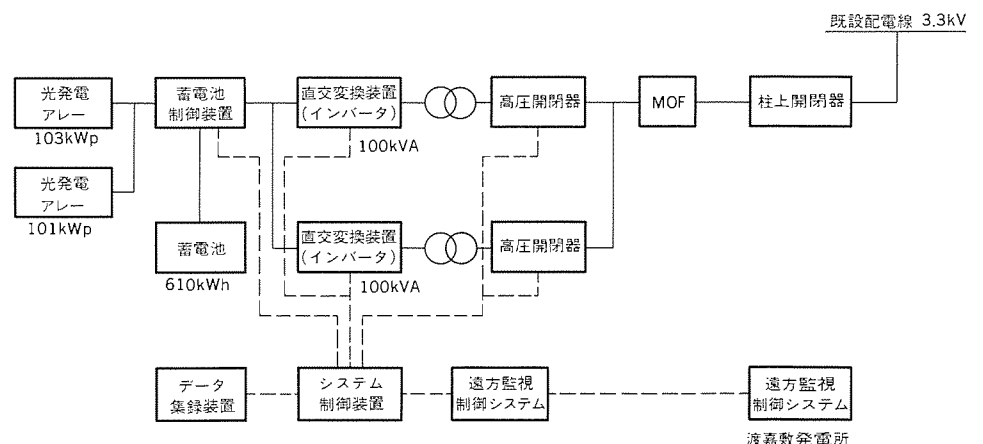 既設配電線 3.3kV
光発電
アレー
103kWp
蓄電池
制御装置
直交変換装置
(インバータ)
100kVA
高圧開閉器
MOF
柱上開閉器
光発電
アレー
101kWp
蓄電池
610kWh
直交変換装置
(インバータ)
100kVA
高圧開閉器
データ
集録装置
システム
制御装置
遠方監視
制御システム
遠方監視
制御システム
渡嘉敷発電所